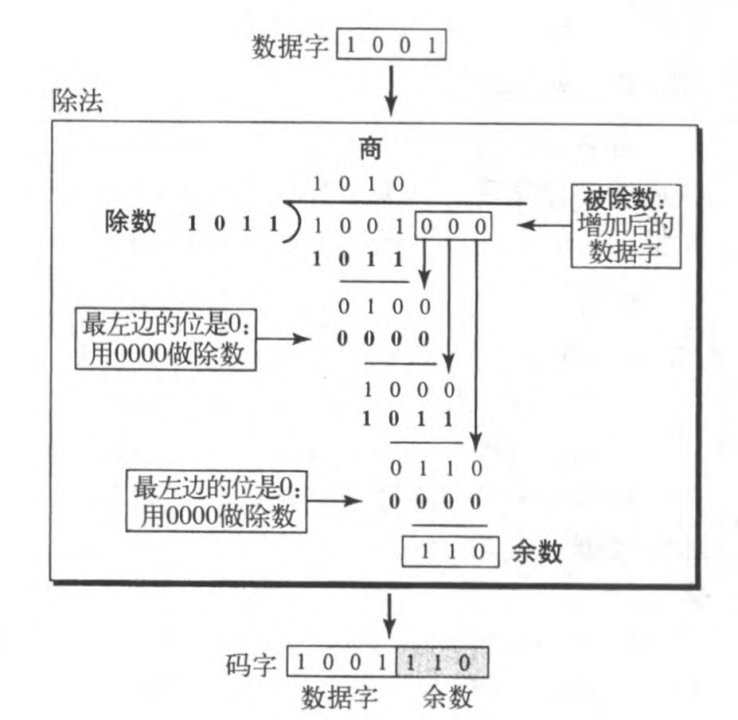 数据字 1 0 0 1
除法
商
1 0 1 0
除数 1 0 1 1 1 0 0 1 0 0 0
被除数：
增加后的
数据字
1 0 1 1
0 1 0 0
最左边的位是0：
用0000做除数
0 0 0 0
1 0 0 0
1 0 1 1
0 1 1 0
最左边的位是0：
用0000做除数
0 0 0 0
1 1 0 余数
码字 1 0 0 1 1 1 0
数据字 余数